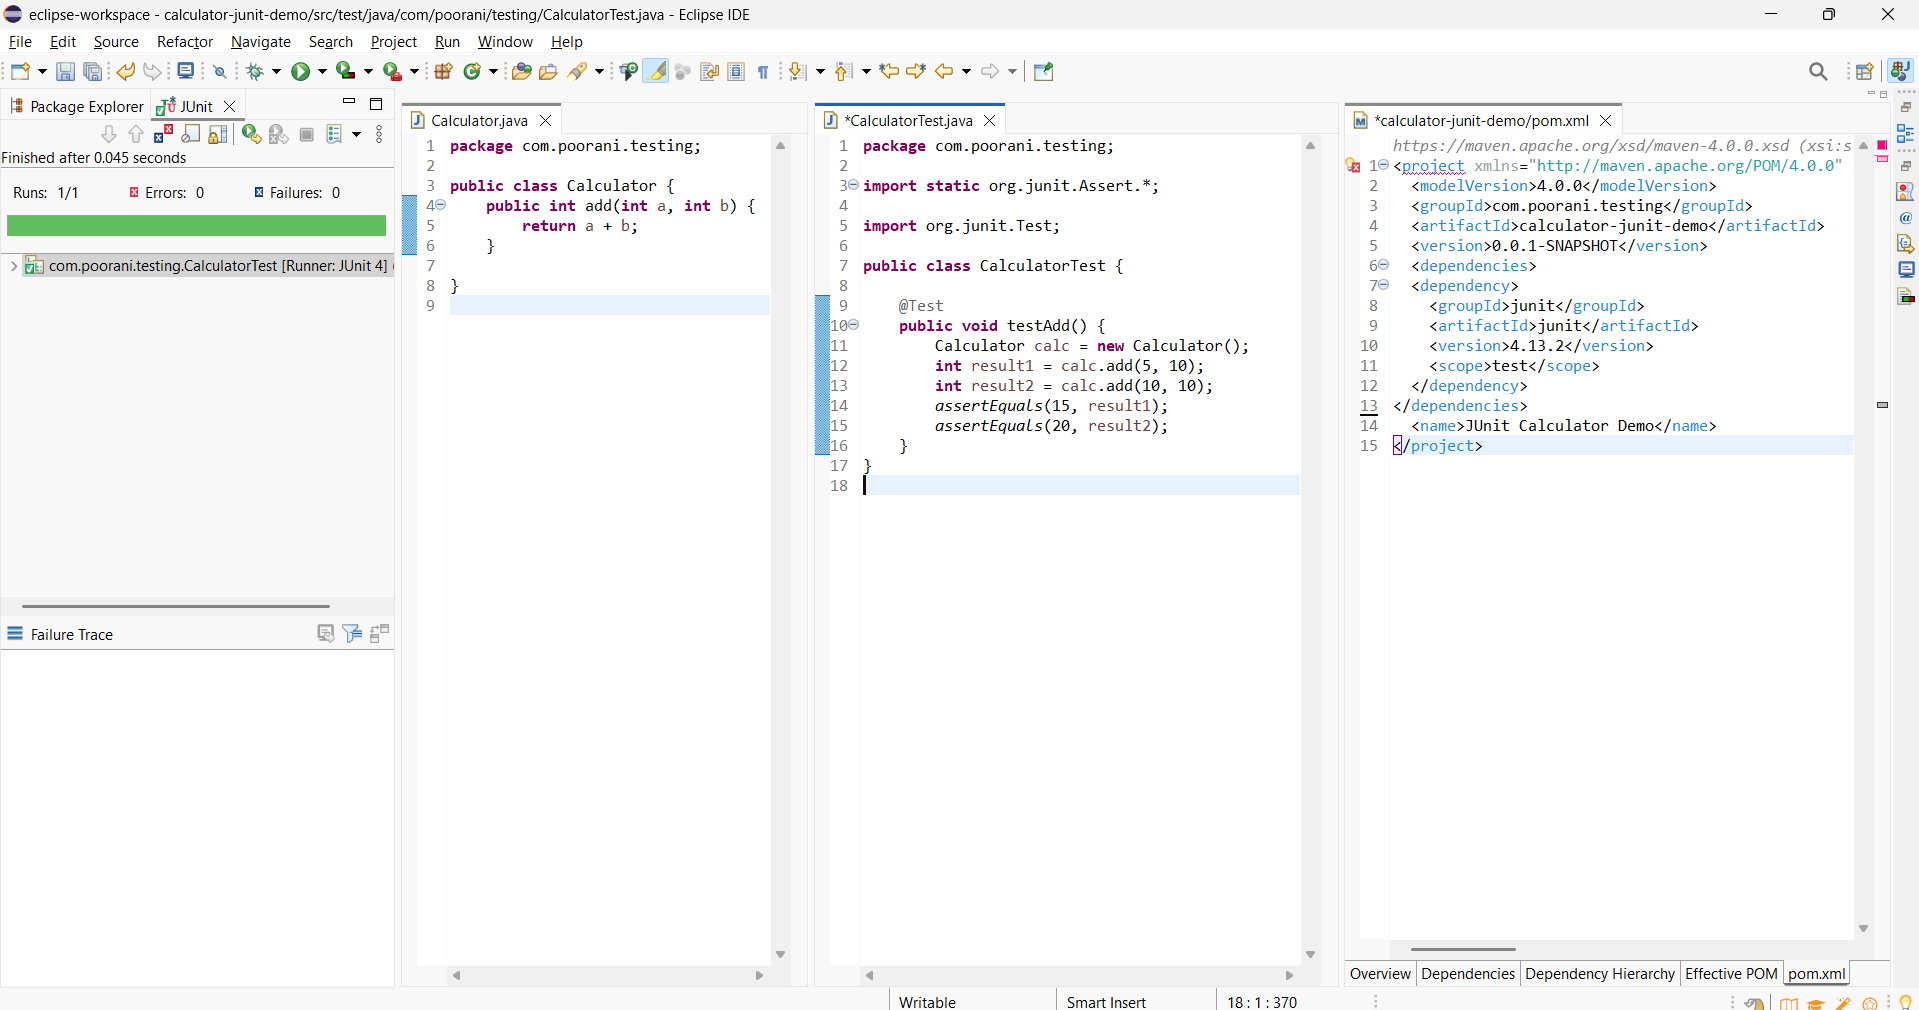 eclipse-workspace - calculator-junit-demo/src/test/java/com/poorani/testing/CalculatorTest.java - Eclipse IDE
File Edit Source Refactor Navigate Search Project Run Window Help
Package Explorer
JUnit
Finished after 0.045 seconds
Runs: 1/1
Errors: 0
Failures: 0
com.poorani.testing.CalculatorTest [Runner: JUnit 4]
Failure Trace
Calculator.java
1 package com.poorani.testing;
2
3 public class Calculator {
4     public int add(int a, int b) {
5         return a + b;
6     }
7
8 }
9
*CalculatorTest.java
1 package com.poorani.testing;
2
3 import static org.junit.Assert.*;
4
5 import org.junit.Test;
6
7 public class CalculatorTest {
8
9     @Test
10     public void testAdd() {
11         Calculator calc = new Calculator();
12         int result1 = calc.add(5, 10);
13         int result2 = calc.add(10, 10);
14         assertEquals(15, result1);
15         assertEquals(20, result2);
16     }
17 }
18
*calculator-junit-demo/pom.xml
https://maven.apache.org/xsd/maven-4.0.0.xsd (xsi:s
1 <project xmlns="http://maven.apache.org/POM/4.0.0"
2   <modelVersion>4.0.0</modelVersion>
3   <groupId>com.poorani.testing</groupId>
4   <artifactId>calculator-junit-demo</artifactId>
5   <version>0.0.1-SNAPSHOT</version>
6   <dependencies>
7   <dependency>
8     <groupId>junit</groupId>
9     <artifactId>junit</artifactId>
10     <version>4.13.2</version>
11     <scope>test</scope>
12   </dependency>
13 </dependencies>
14   <name>JUnit Calculator Demo</name>
15 </project>
Overview Dependencies Dependency Hierarchy Effective POM pom.xml
Writable
Smart Insert
18 : 1 : 370